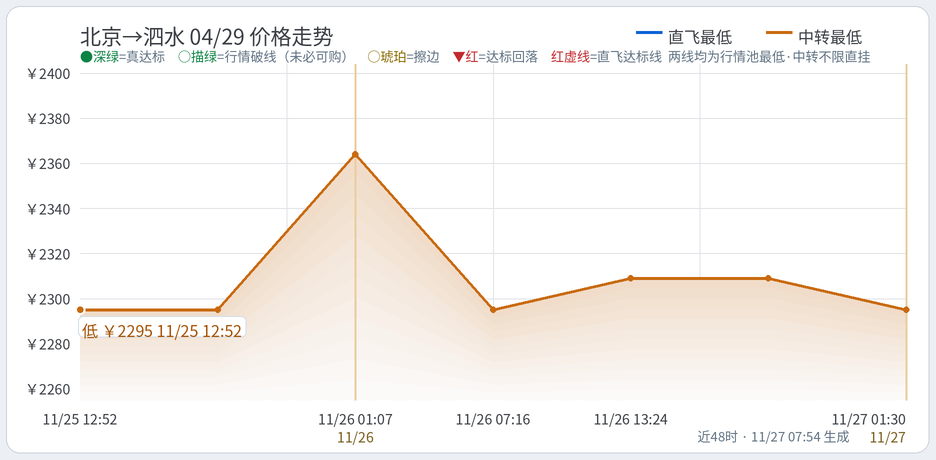 北京→泗水 04/29 价格走势
直飞最低 中转最低
●深绿=真达标 ○描绿=行情破线（未必可购） ○琥珀=擦边 ▼红=达标回落 红虚线=直飞达标线 两线均为行情池最低·中转不限直挂
￥2400
￥2380
￥2360
￥2340
￥2320
￥2300
￥2280
￥2260
低 ￥2295 11/25 12:52
11/25 12:52 11/26 01:07 11/26 07:16 11/26 13:24 11/27 01:30
11/26 近48时 · 11/27 07:54 生成 11/27